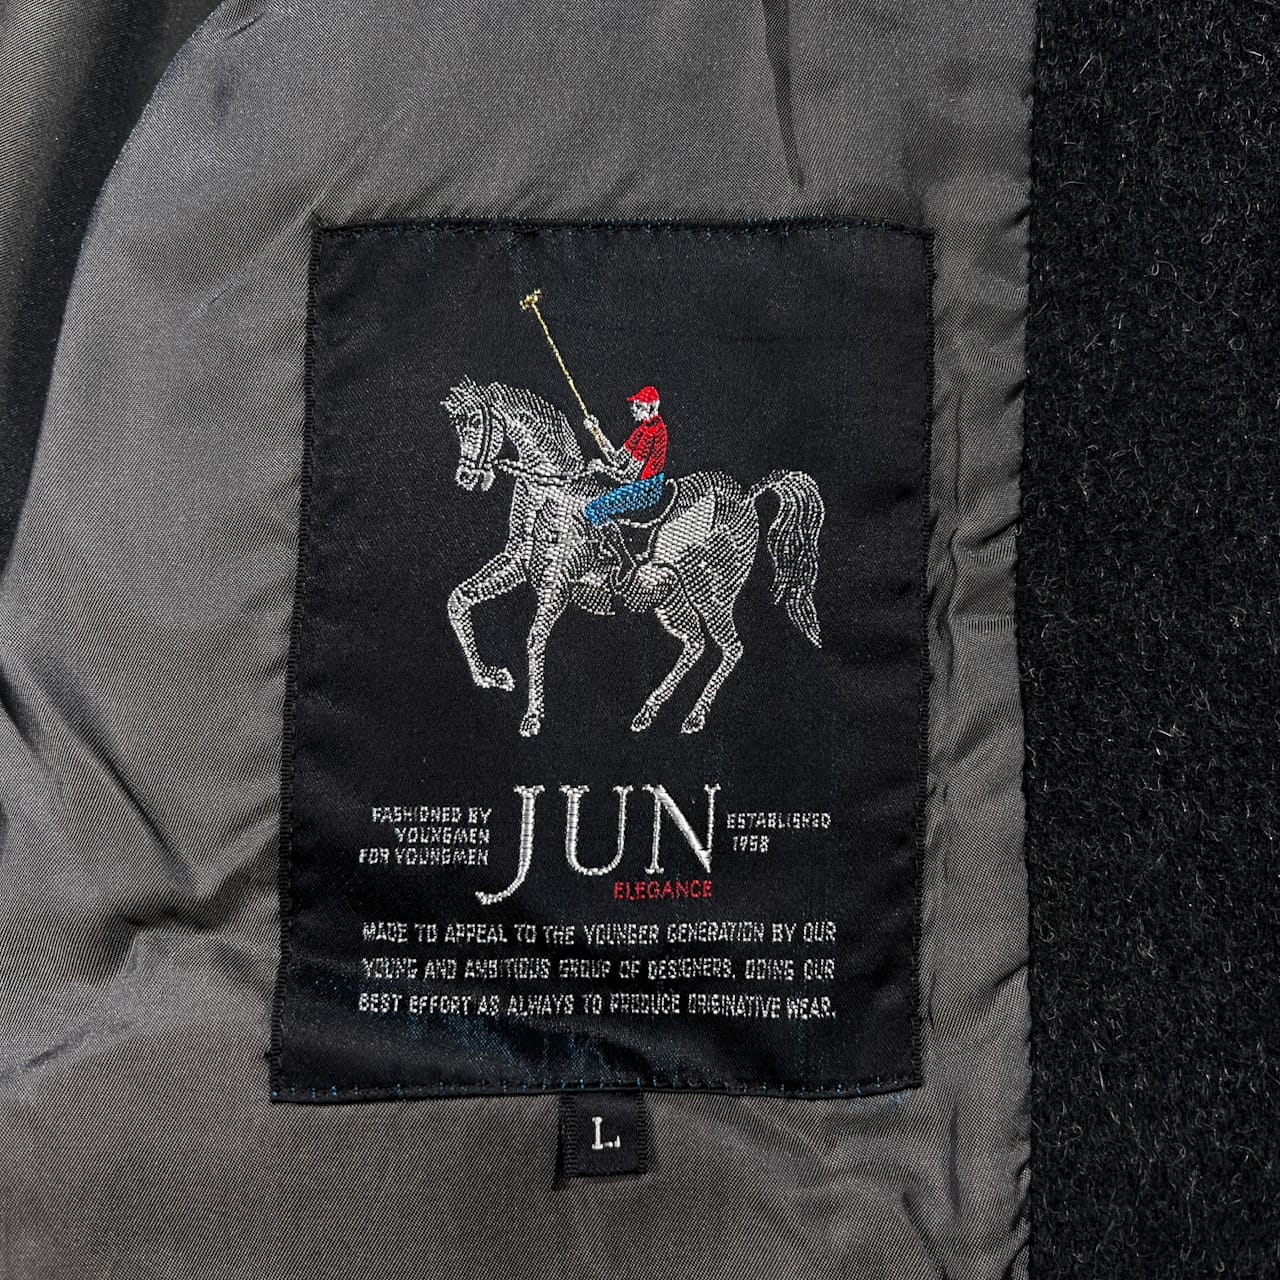 FASHIONED BY
YOUNGMEN
FOR YOUNGMEN
JUN
ESTABLISHED
1958
ELEGANCE
MADE TO APPEAL TO THE YOUNGER GENERATION BY OUR
YOUNG AND AMBITIOUS GROUP OF DESIGNERS, DOING OUR
BEST EFFORT AS ALWAYS TO PRODUCE ORIGINATIVE WEAR.
L